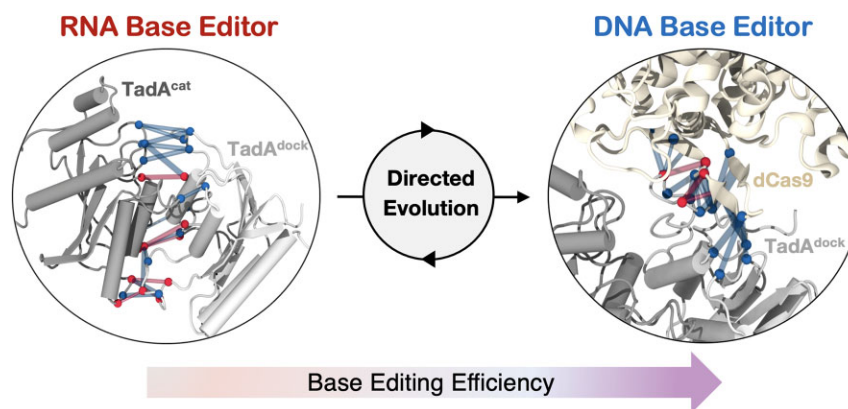 RNA Base Editor
DNA Base Editor
TadAᶜᵃᵗ
TadAᵈᵒᶜᵏ
Directed
Evolution
dCas9
TadAᵈᵒᶜᵏ
Base Editing Efficiency